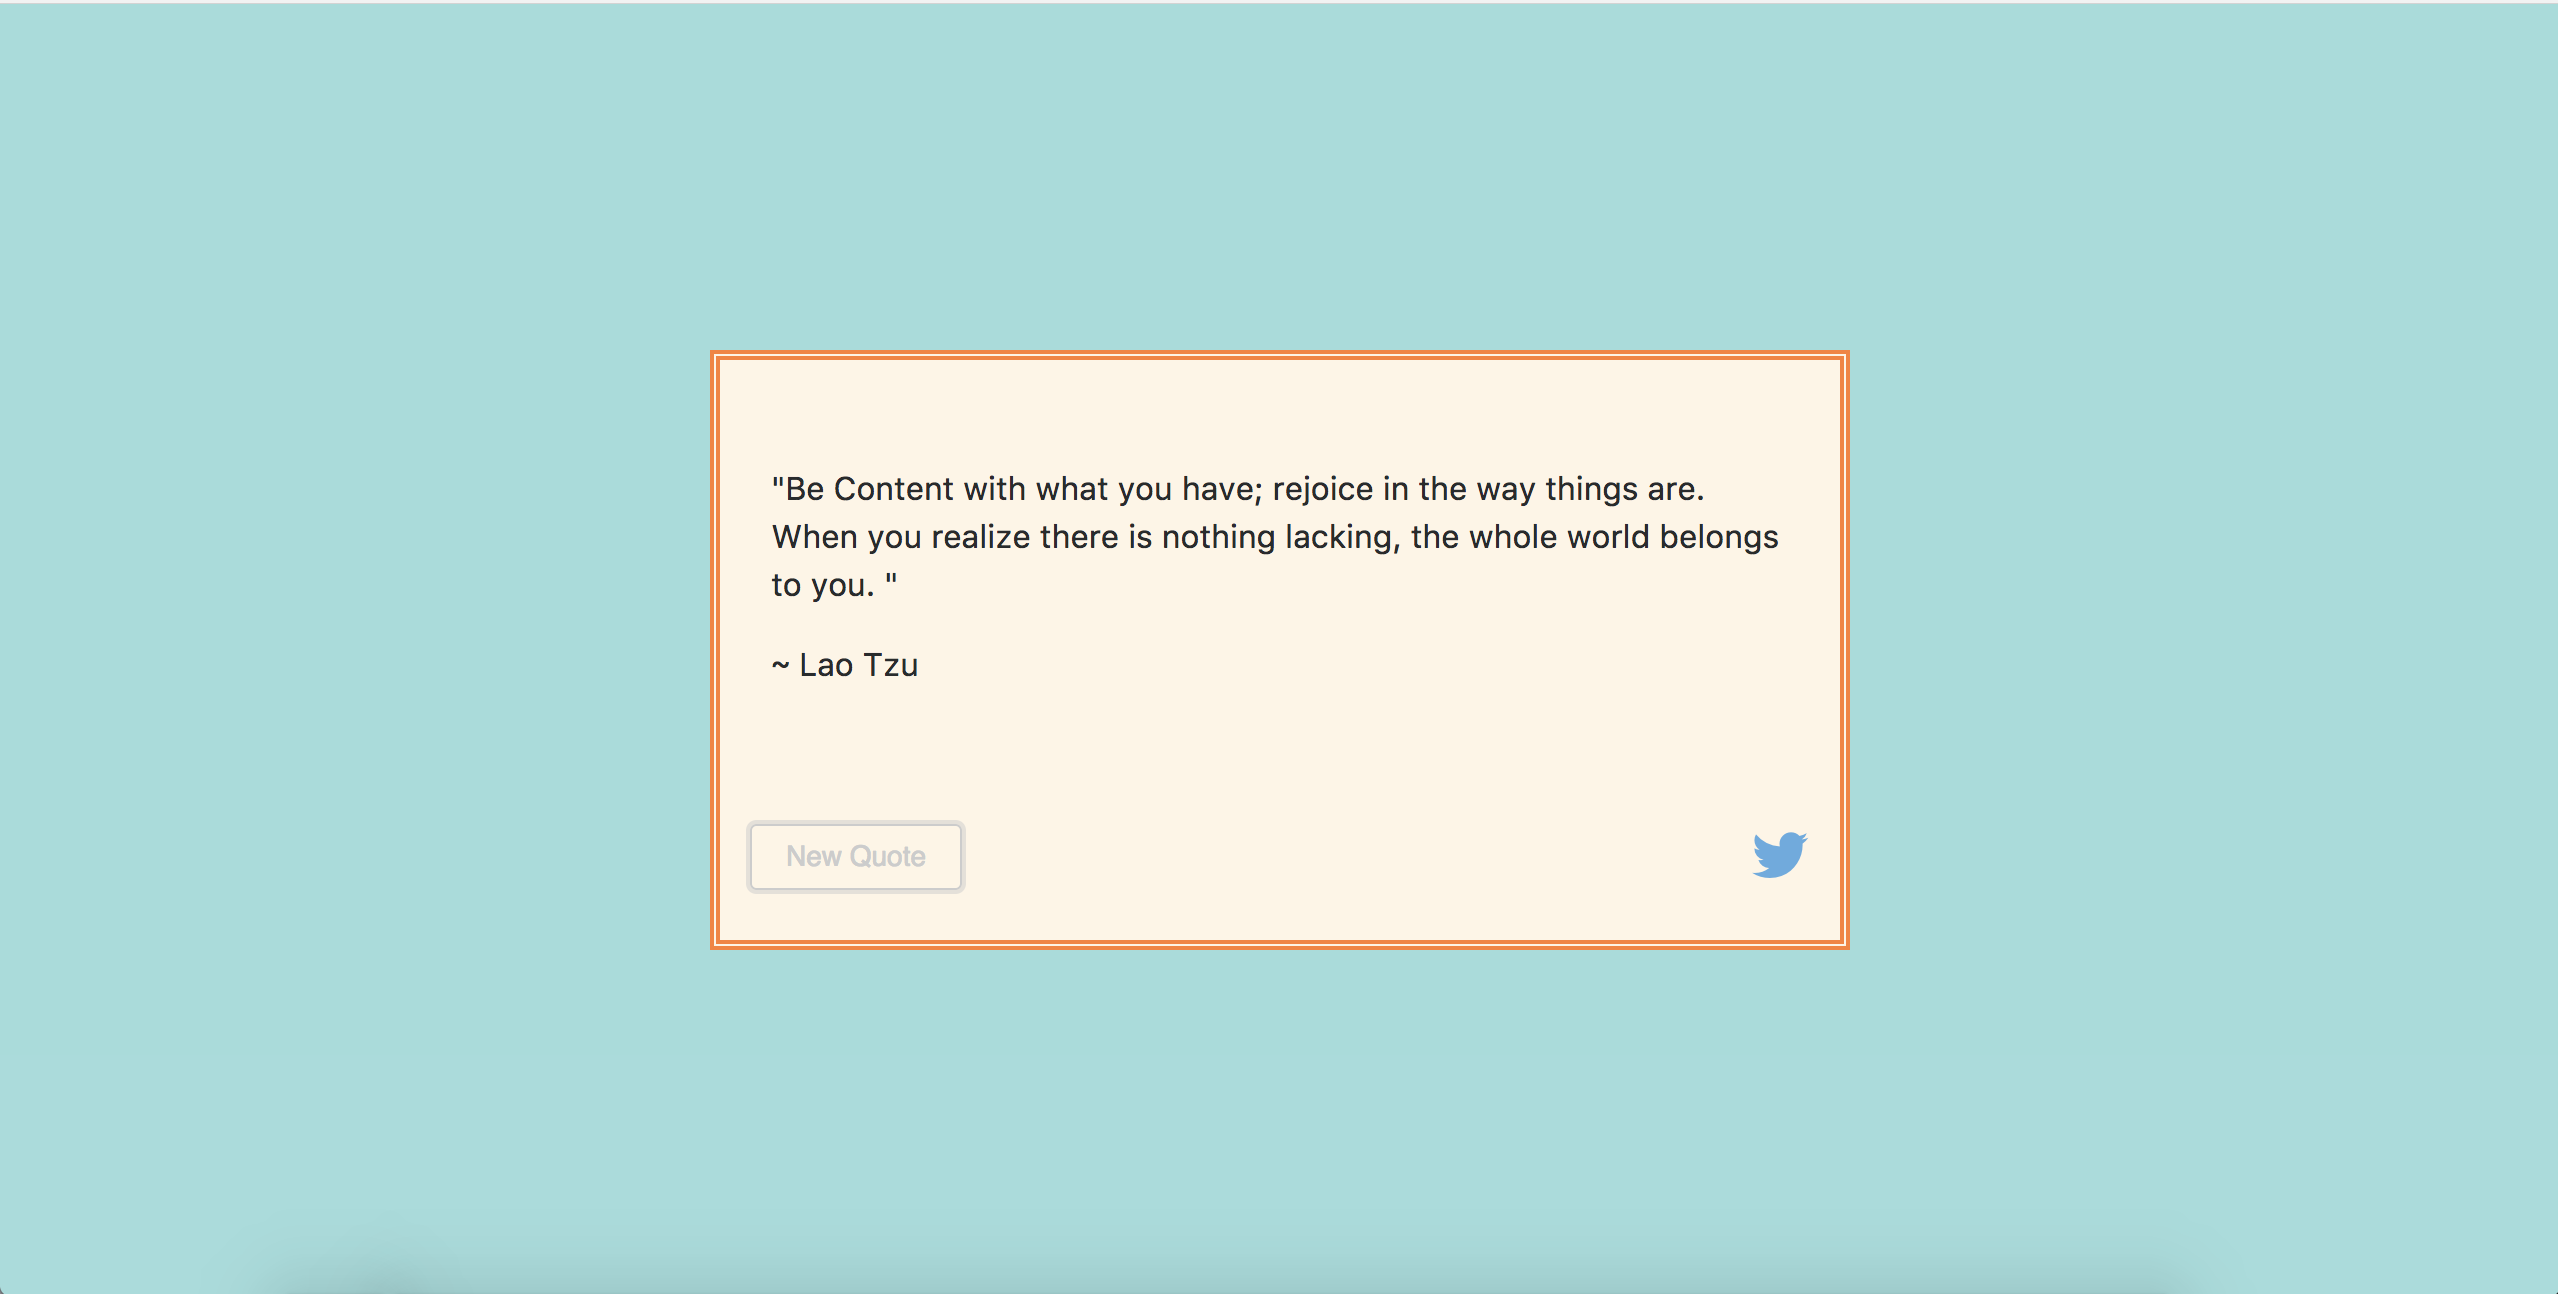 "Be Content with what you have; rejoice in the way things are.
When you realize there is nothing lacking, the whole world belongs
to you. "
~ Lao Tzu
New Quote